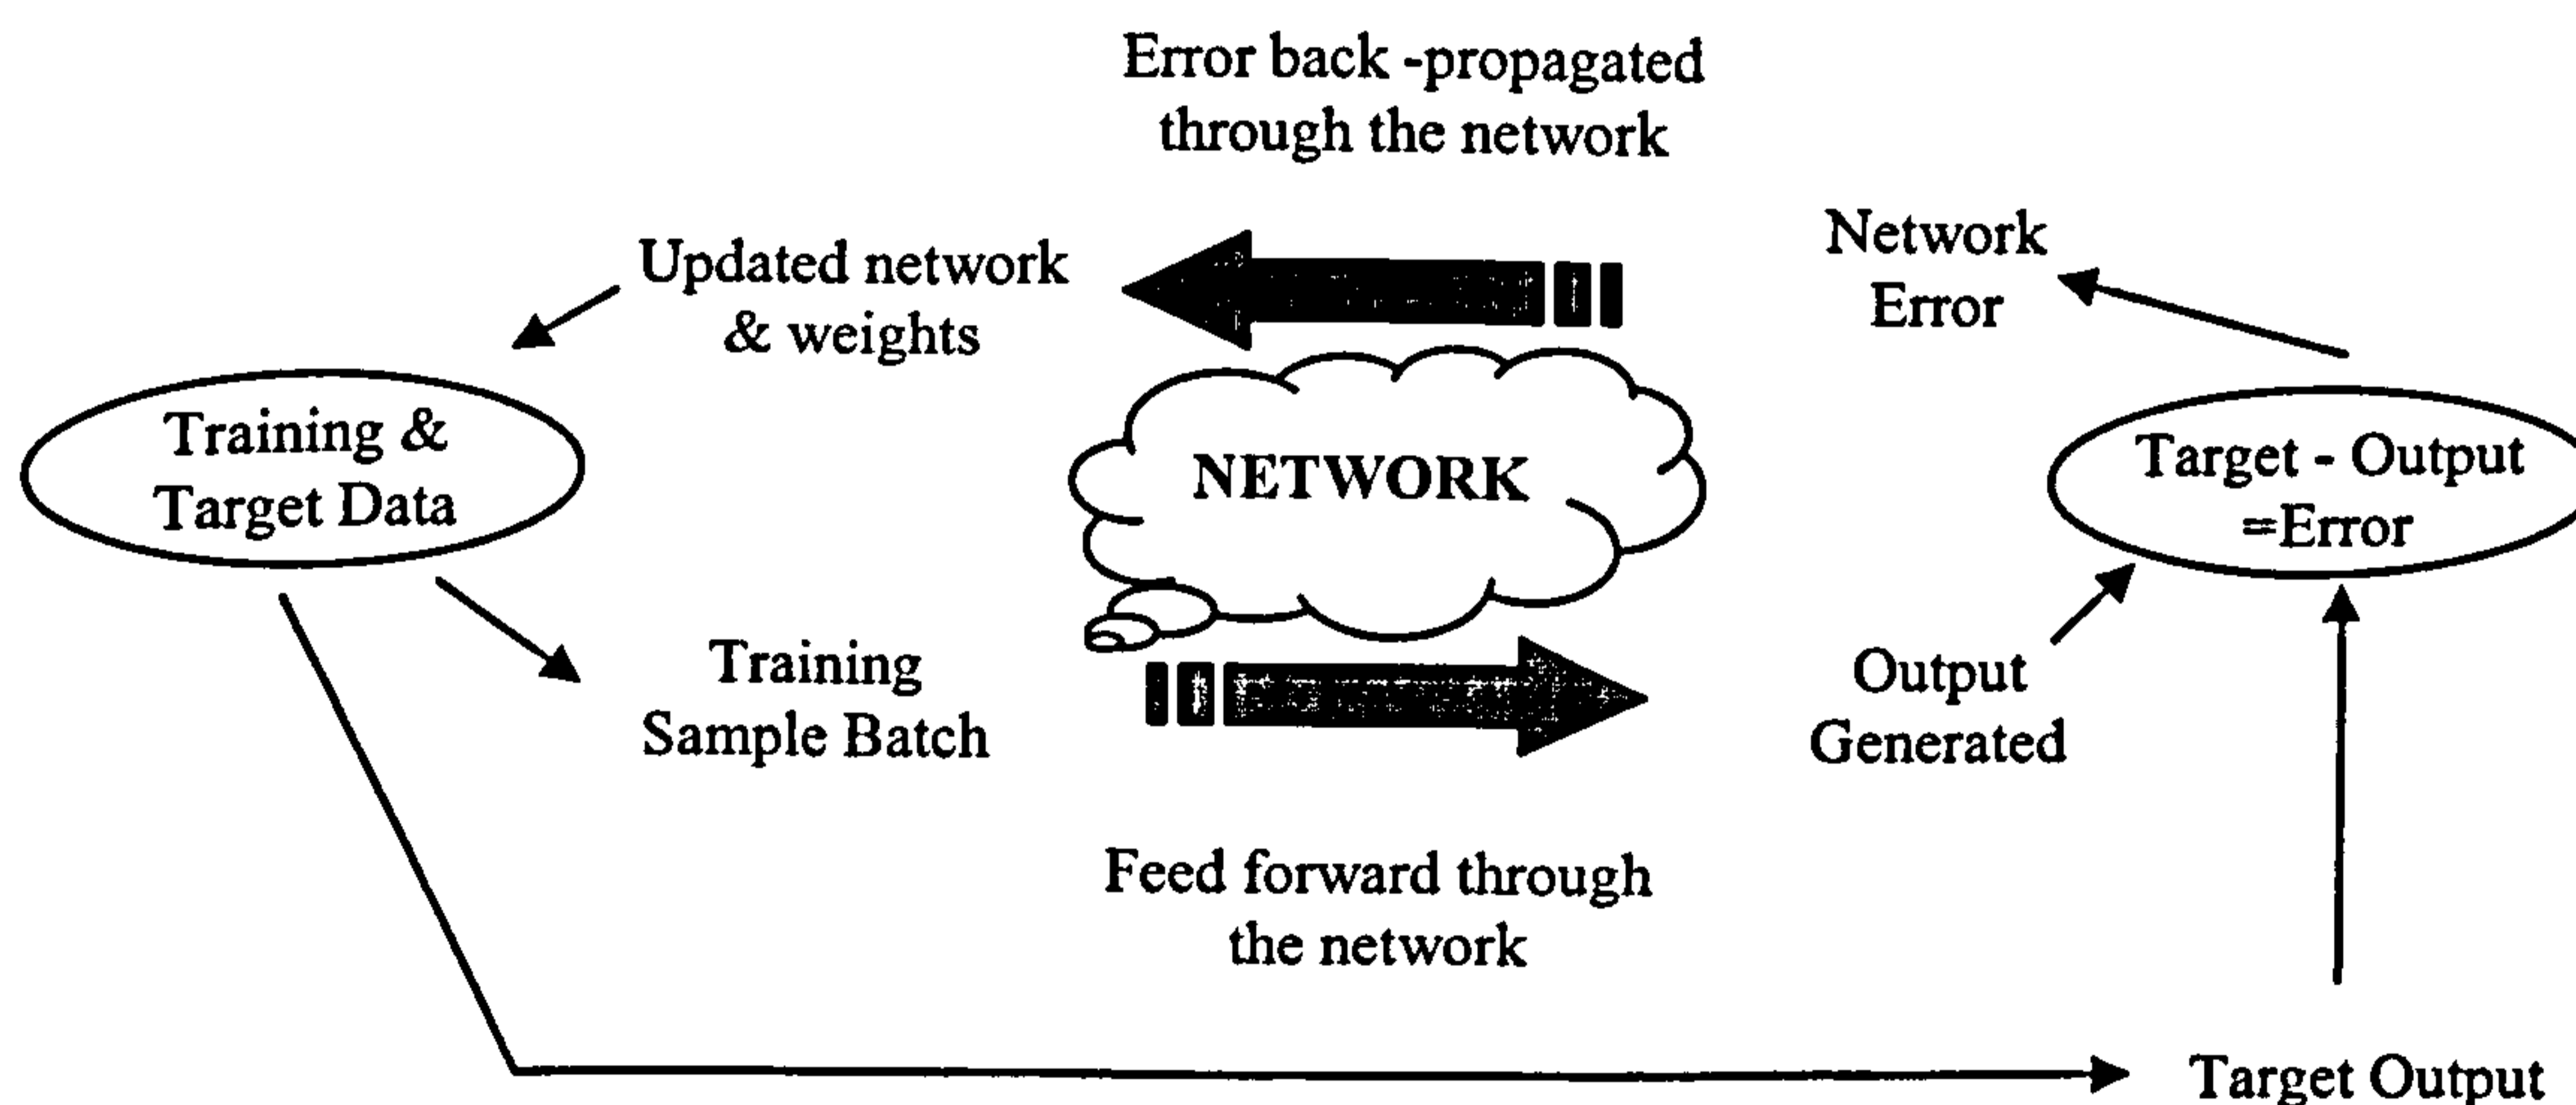 Error back -propagated
through the network
Updated network
& weights
Network
Error
Training &
Target Data
NETWORK
Target - Output
=Error
Training
Sample Batch
Output
Generated
Feed forward through
the network
Target Output